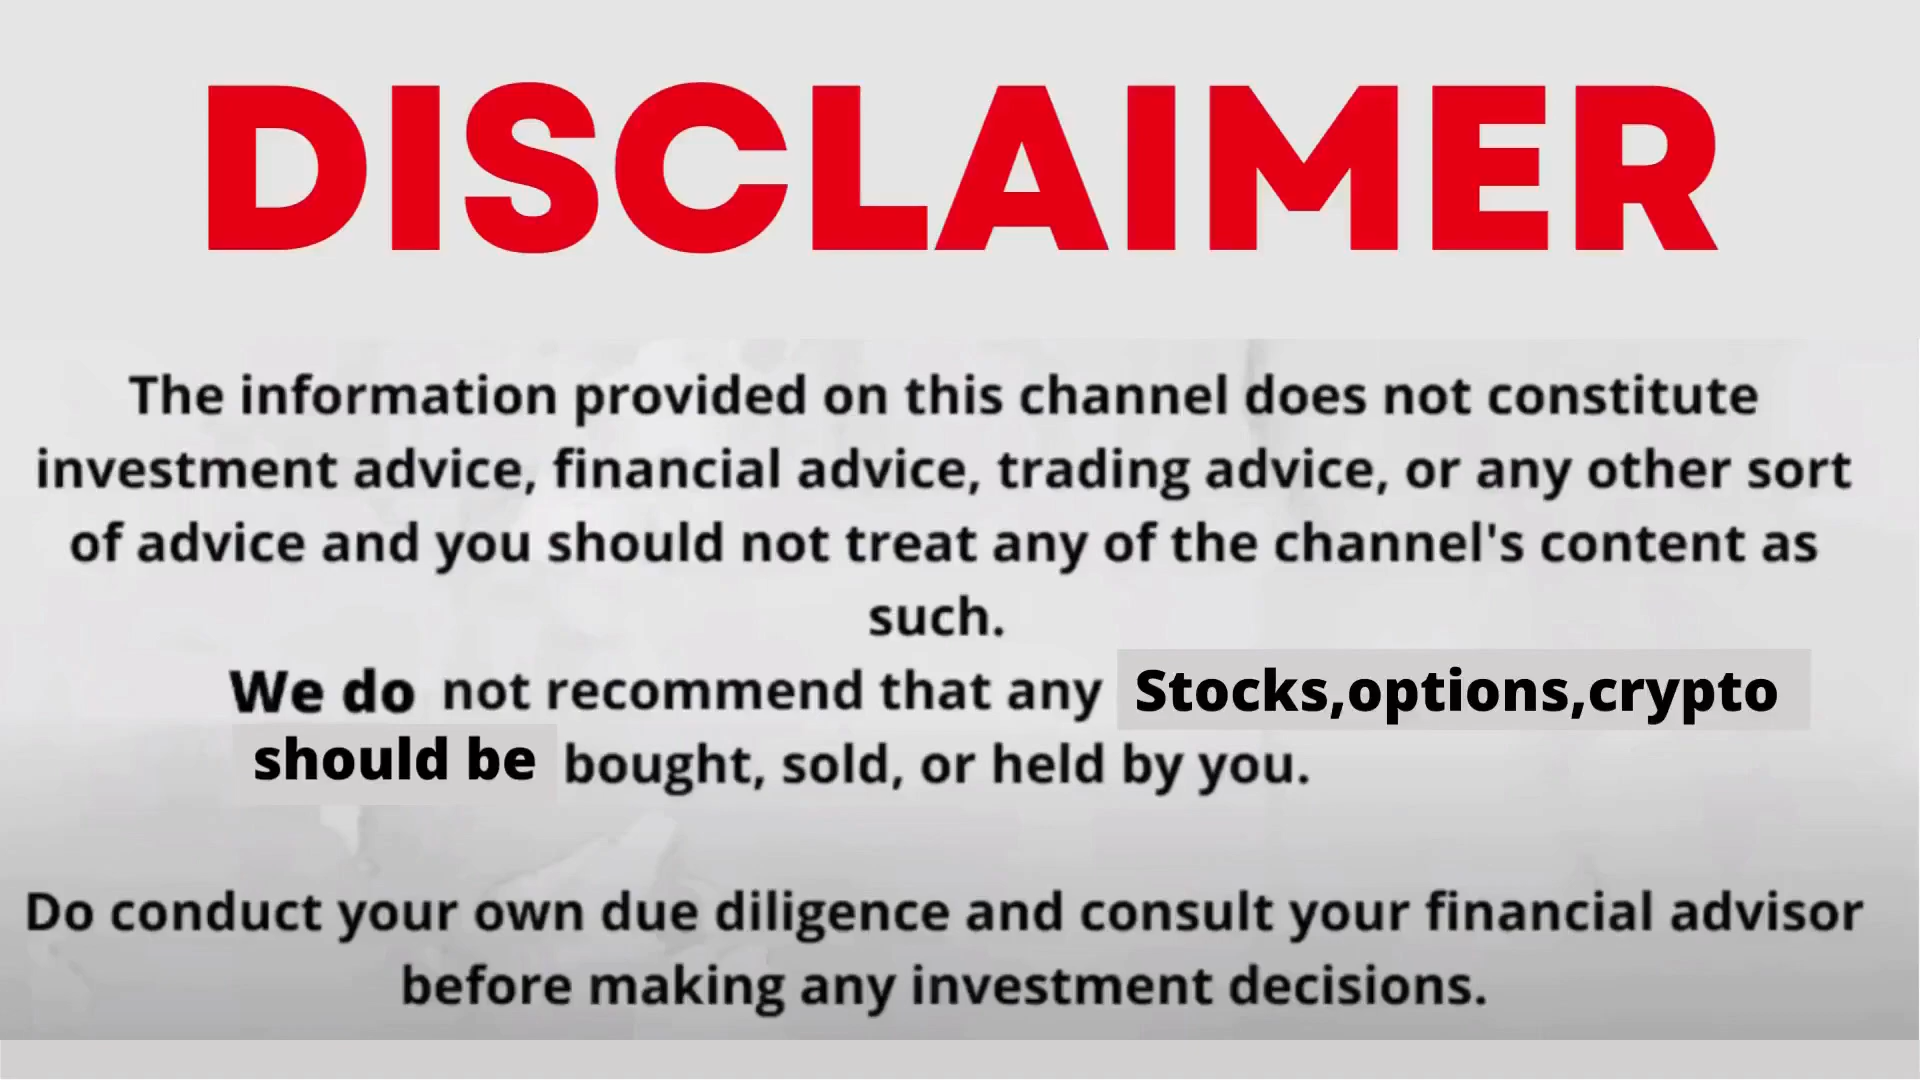 DISCLAIMER
The information provided on this channel does not constitute
investment advice, financial advice, trading advice, or any other sort
of advice and you should not treat any of the channel's content as
such.
We do not recommend that any Stocks,options,crypto
should be bought, sold, or held by you.
Do conduct your own due diligence and consult your financial advisor
before making any investment decisions.